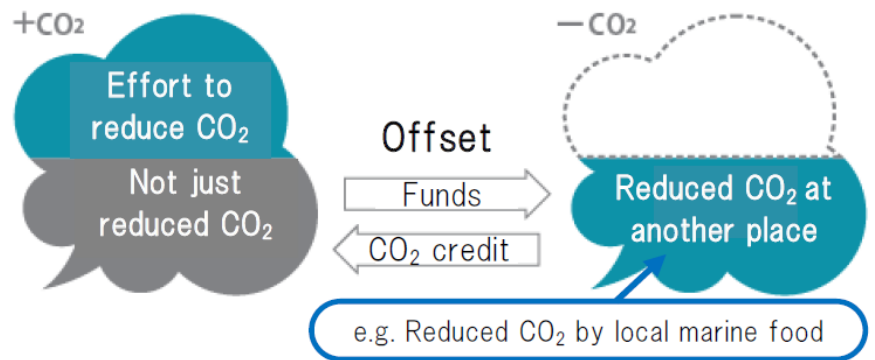 +CO₂
Effort to
reduce CO₂
Not just
reduced CO₂
Offset
Funds
CO₂ credit
−CO₂
Reduced CO₂ at
another place
e.g. Reduced CO₂ by local marine food